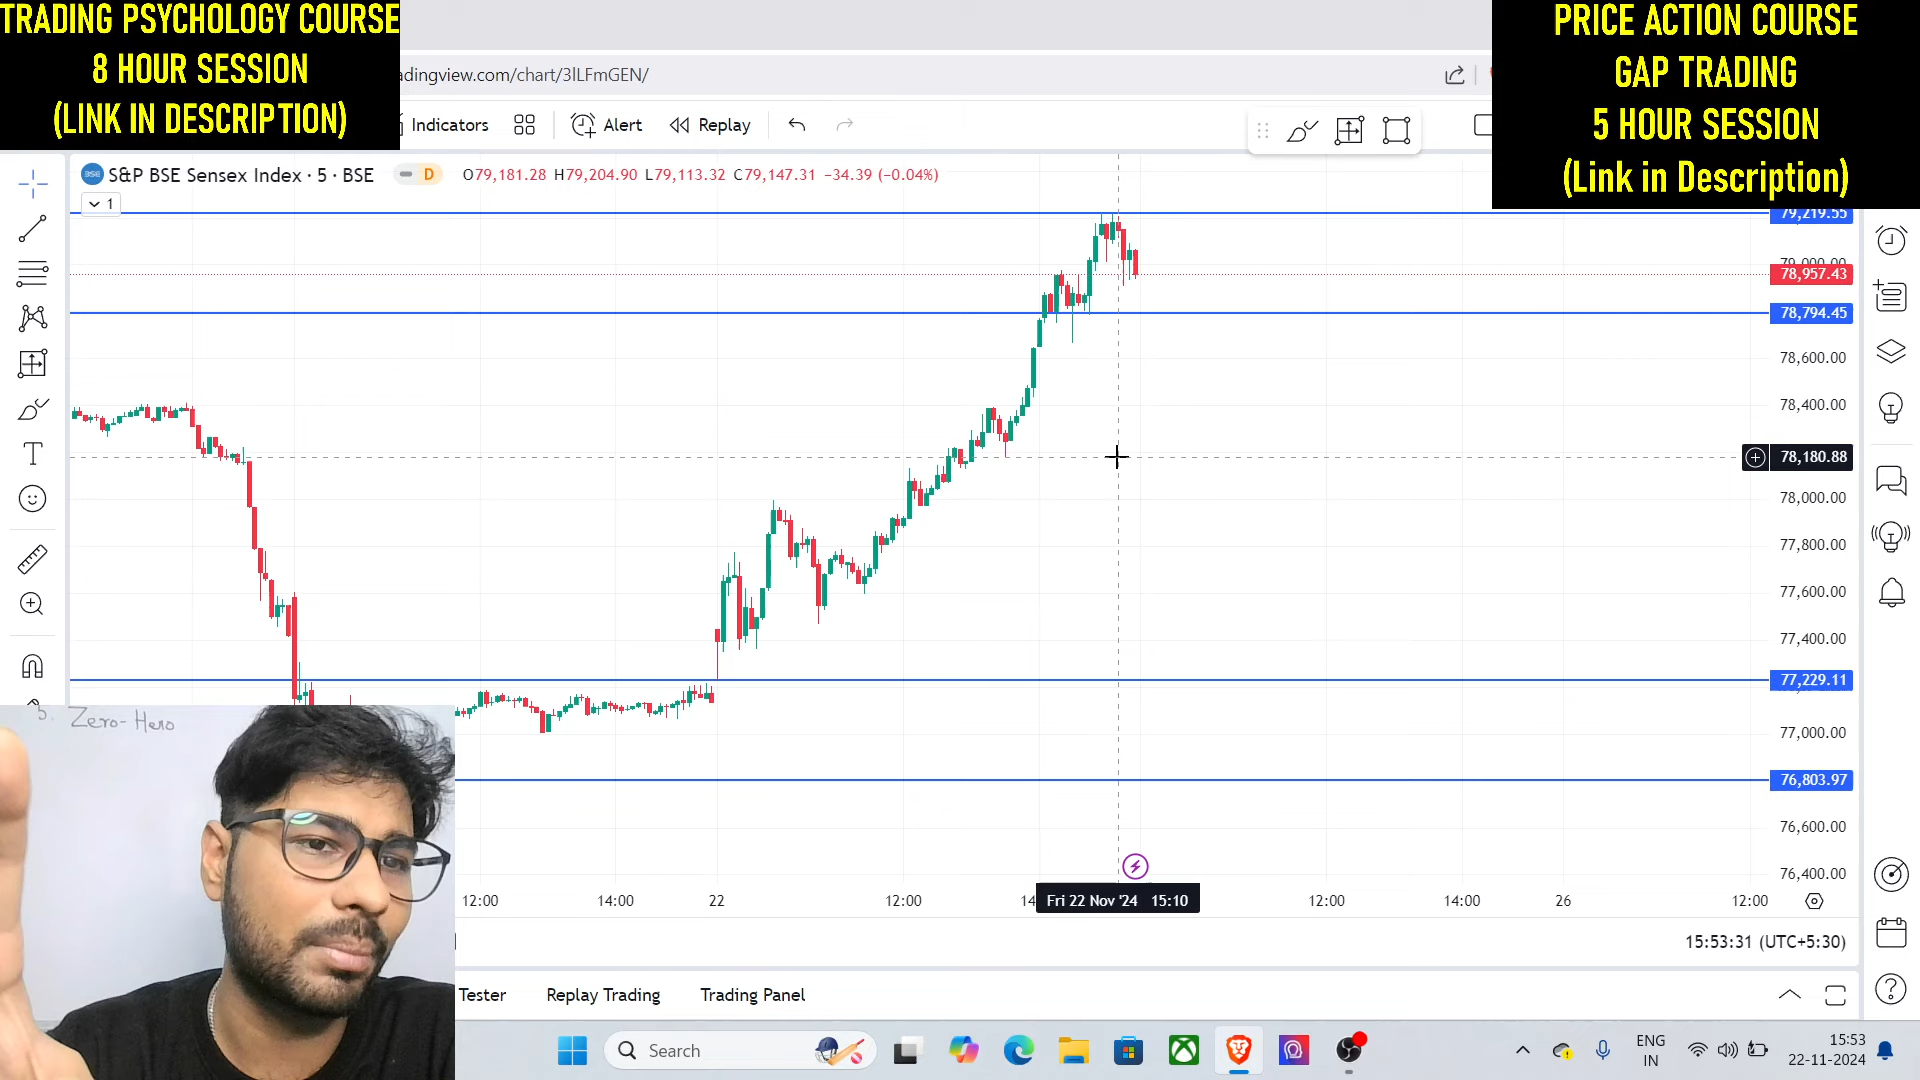 TRADING PSYCHOLOGY COURSE
8 HOUR SESSION
(LINK IN DESCRIPTION)
PRICE ACTION COURSE
GAP TRADING
5 HOUR SESSION
(Link in Description)
adingview.com/chart/3lLFmGEN/
Indicators
Alert
Replay
S&P BSE Sensex Index · 5 · BSE
D
O79,181.28 H79,204.90 L79,113.32 C79,147.31 −34.39 (−0.04%)
1
79,219.55
79,000.00
78,957.43
78,794.45
78,600.00
78,400.00
78,180.88
78,000.00
77,800.00
77,600.00
77,400.00
77,229.11
77,000.00
76,803.97
76,600.00
76,400.00
5. Zero-Hero
12:00 14:00 22 12:00 14 Fri 22 Nov '24 15:10 12:00 14:00 26 12:00
15:53:31 (UTC+5:30)
Tester Replay Trading Trading Panel
Search
ENG
IN
15:53
22-11-2024